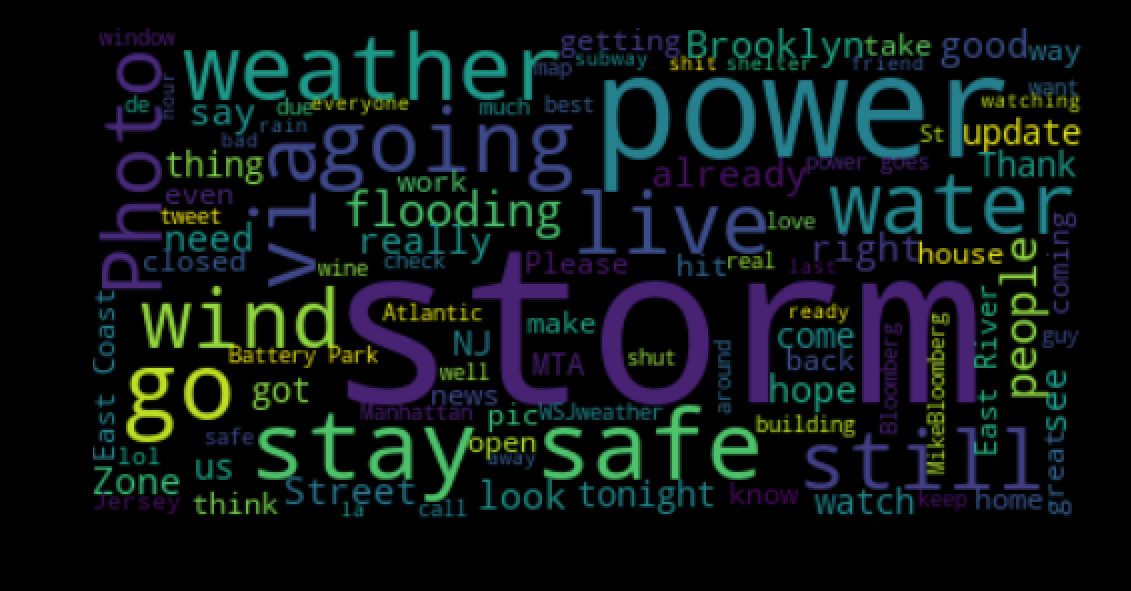 window
Photo
de
hour
weather
getting
Brooklyn
take
good
way
map
subway
shit
shelter
friend
want
say
due
everyone
much
best
power
watching
bad
rain
going
St
update
thing
via
already
power goes
Thank
even
work
tweet
flooding
live
love
water
need
really
right
house
coming
closed
wine
check
Please
hit
real
last
people
East Coast
wind
storm
Atlantic
ready
NJ
make
come
East River
guy
Battery Park
MTA
shut
back
Bloomberg
MikeBloomberg
go
got
well
news
around
hope
see
Manhattan
pic
WSJweather
building
safe
stay safe
open
still
great
lol
us
away
Zone
Jersey
think
Street
la
call
look
tonight
know
watch
keep
home